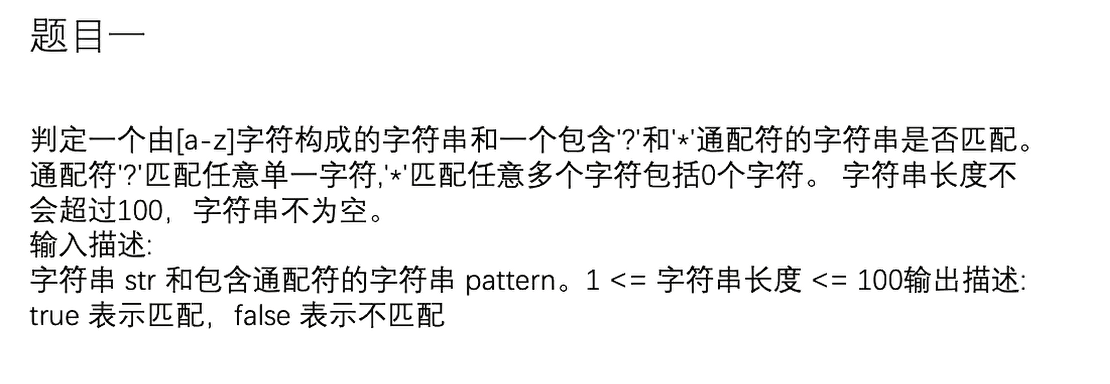 题目一
判定一个由[a-z]字符构成的字符串和一个包含'?'和'*'通配符的字符串是否匹配。
通配符'?'匹配任意单一字符,'*'匹配任意多个字符包括0个字符。 字符串长度不
会超过100，字符串不为空。
输入描述:
字符串 str 和包含通配符的字符串 pattern。1 <= 字符串长度 <= 100输出描述:
true 表示匹配，false 表示不匹配